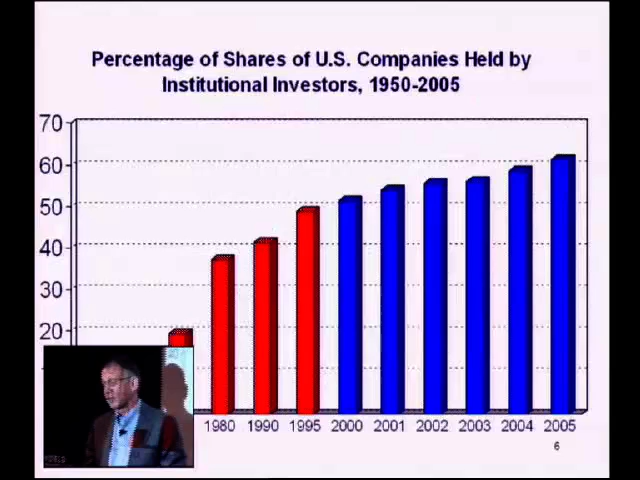 Percentage of Shares of U.S. Companies Held by
Institutional Investors, 1950-2005
70
60
50
40
30
20
1980 1990 1995 2000 2001 2002 2003 2004 2005
6